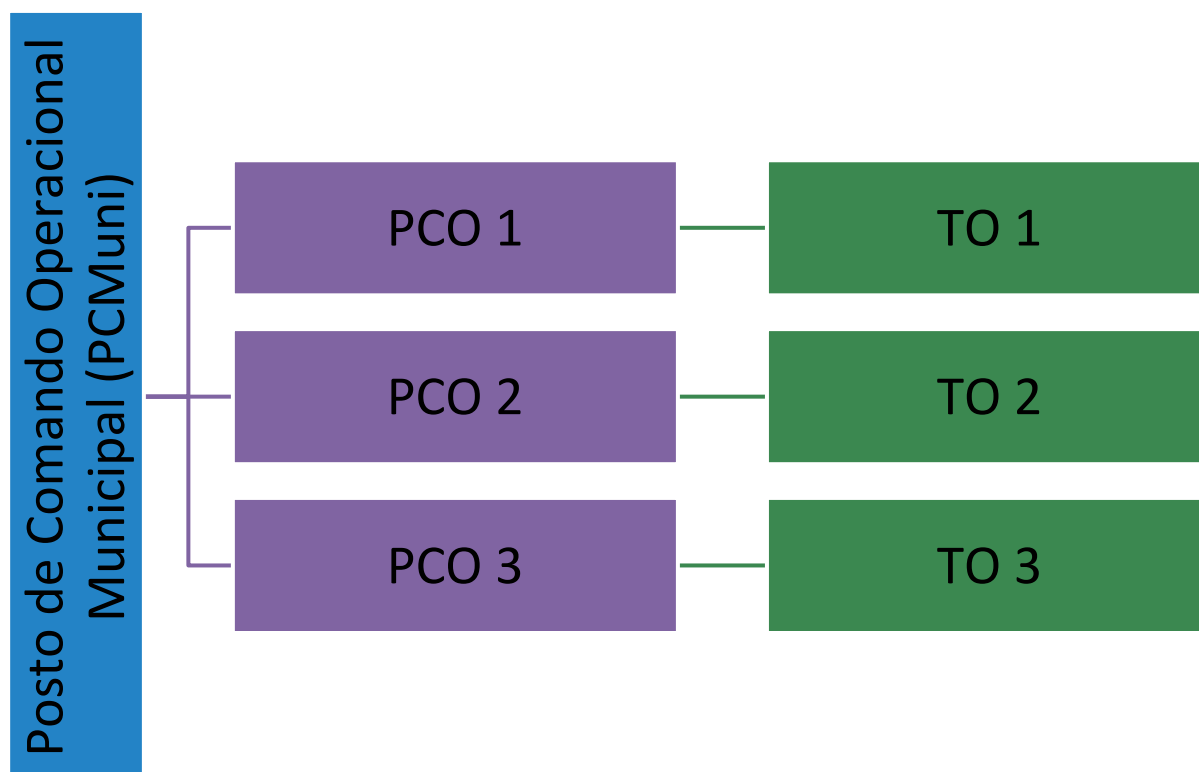 Posto de Comando Operacional
Municipal (PCMuni)
PCO 1
TO 1
PCO 2
TO 2
PCO 3
TO 3